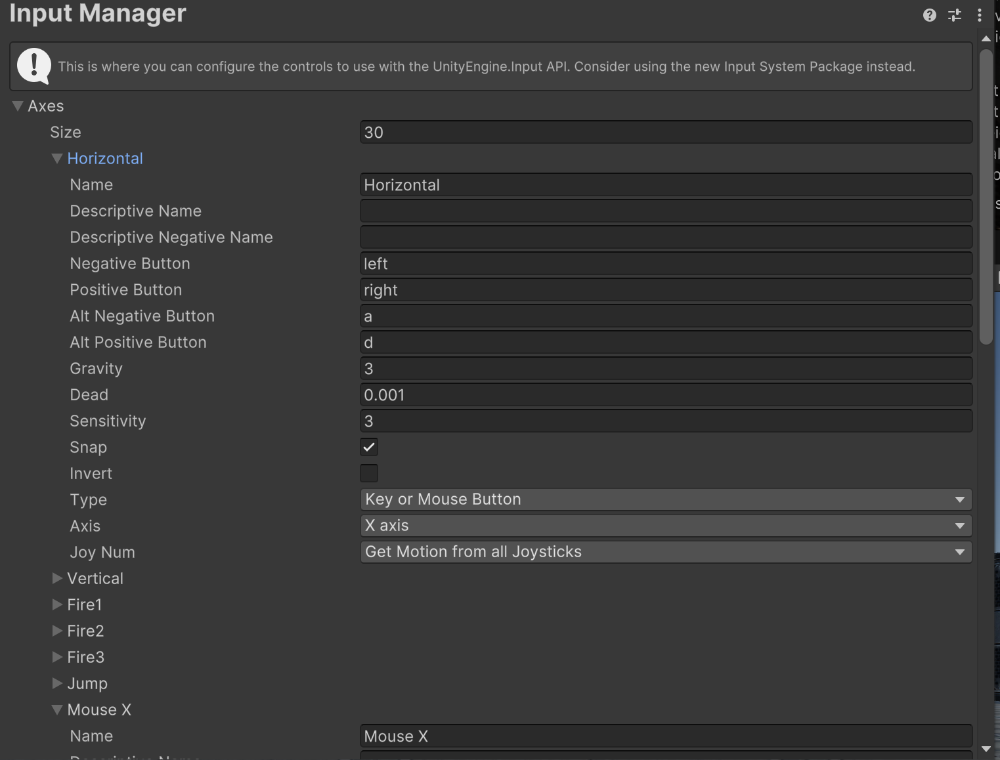 Input Manager
This is where you can configure the controls to use with the UnityEngine.Input API. Consider using the new Input System Package instead.
Axes
Size 30
Horizontal
Name Horizontal
Descriptive Name
Descriptive Negative Name
Negative Button left
Positive Button right
Alt Negative Button a
Alt Positive Button d
Gravity 3
Dead 0.001
Sensitivity 3
Snap
Invert
Type Key or Mouse Button
Axis X axis
Joy Num Get Motion from all Joysticks
Vertical
Fire1
Fire2
Fire3
Jump
Mouse X
Name Mouse X